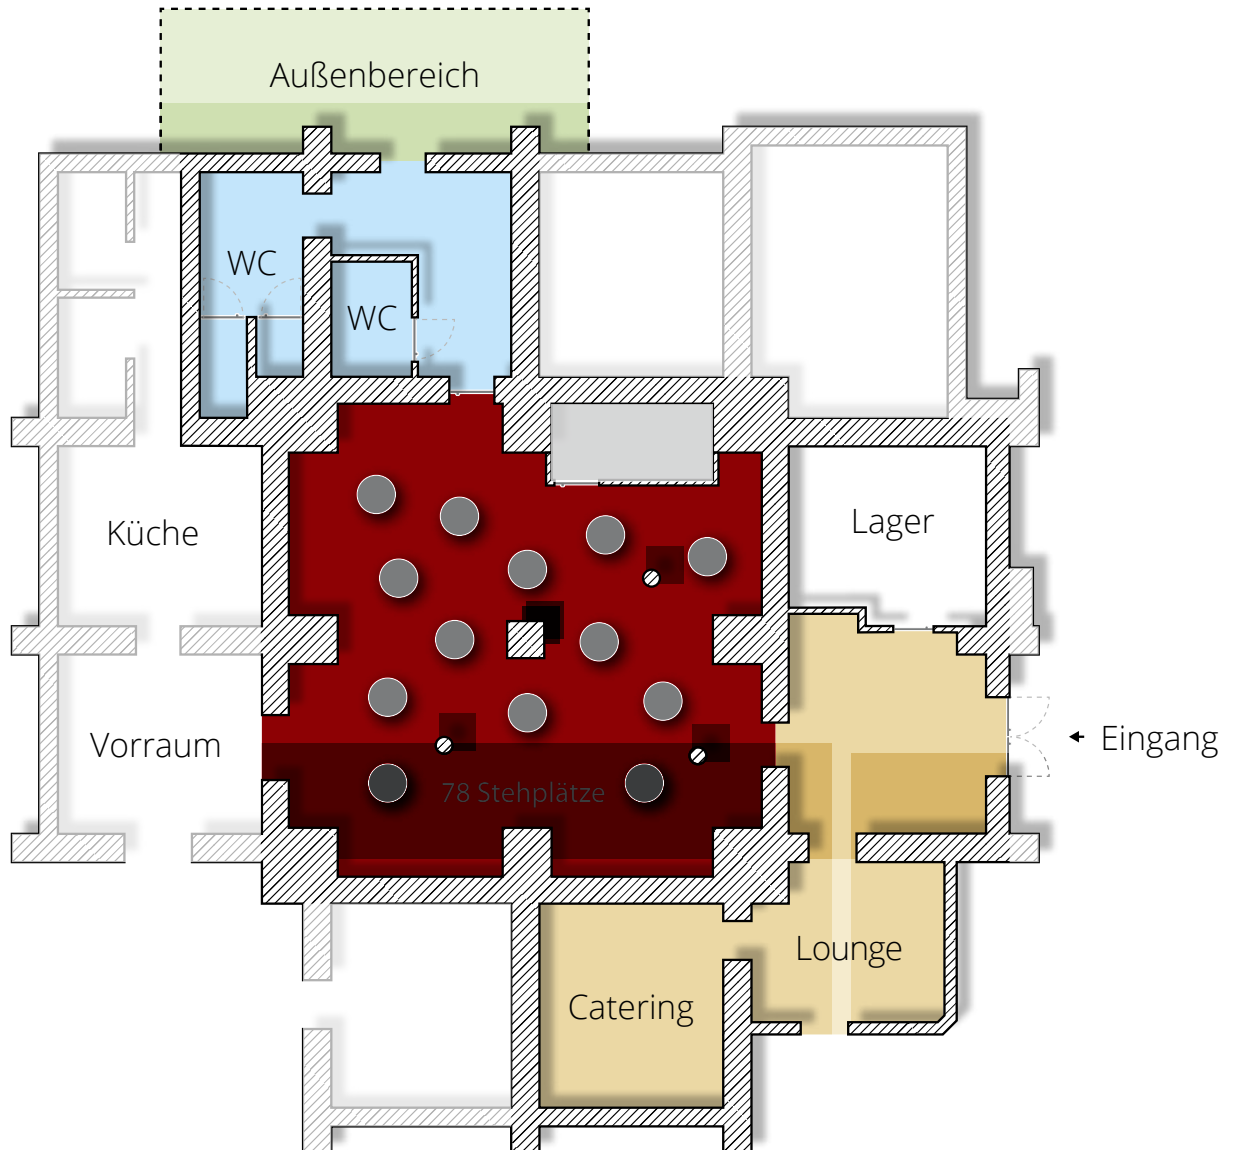 Außenbereich
WC
WC
Küche
Lager
Vorraum
Eingang
78 Stehplätze
Lounge
Catering